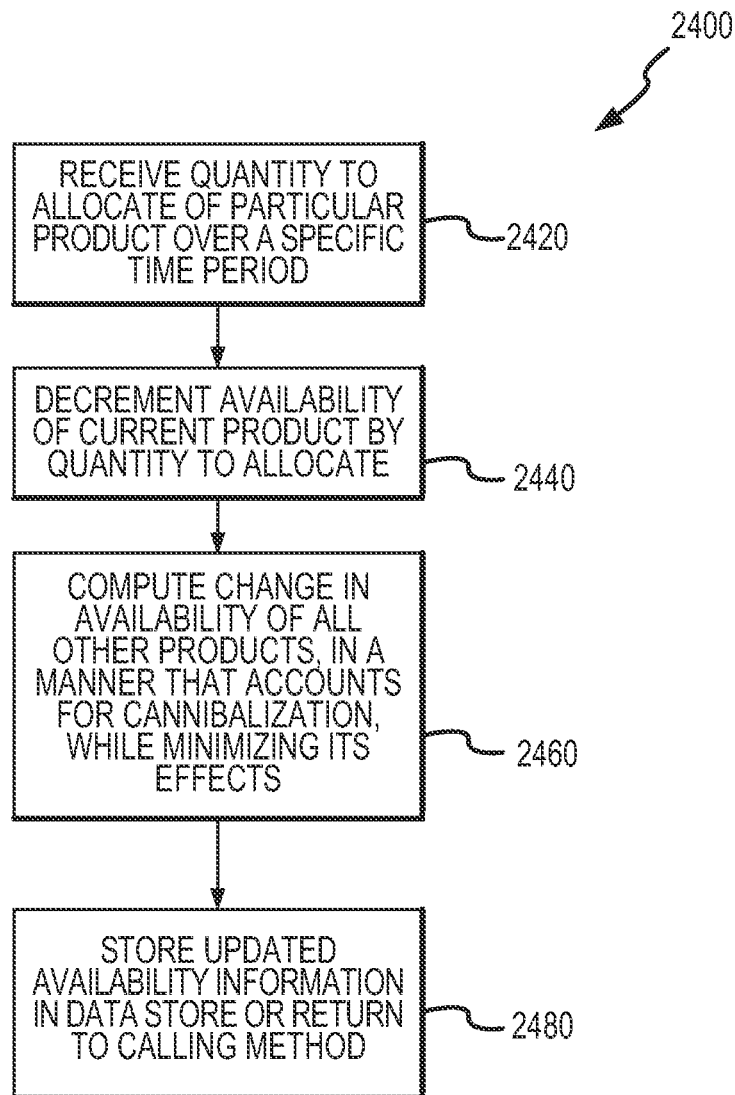 2400
RECEIVE QUANTITY TO
ALLOCATE OF PARTICULAR
PRODUCT OVER A SPECIFIC
TIME PERIOD
2420
DECREMENT AVAILABILITY
OF CURRENT PRODUCT BY
QUANTITY TO ALLOCATE
2440
COMPUTE CHANGE IN
AVAILABILITY OF ALL
OTHER PRODUCTS, IN A
MANNER THAT ACCOUNTS
FOR CANNIBALIZATION,
WHILE MINIMIZING ITS
EFFECTS
2460
STORE UPDATED
AVAILABILITY INFORMATION
IN DATA STORE OR RETURN
TO CALLING METHOD
2480